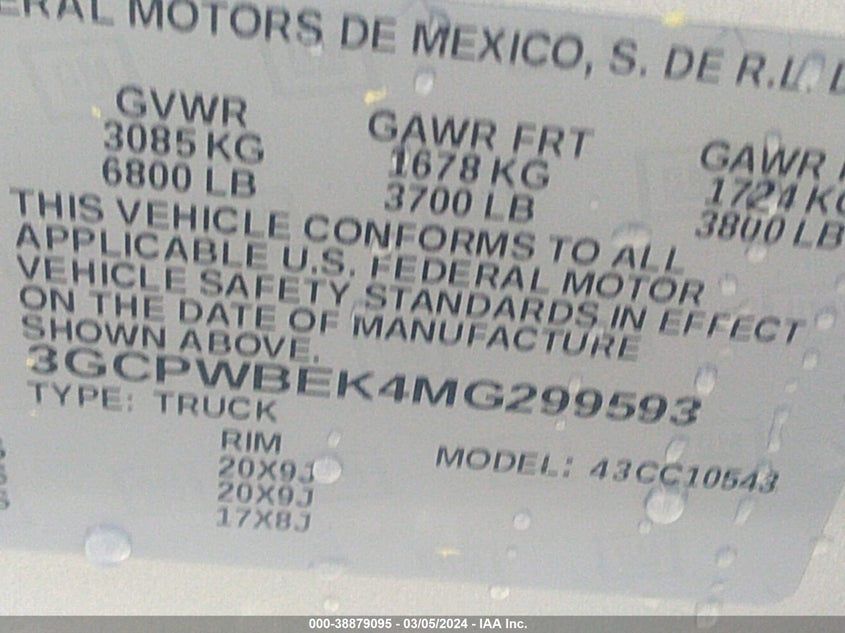 MOTORS DE MEXICO, S. DE R.L.
GVWR GAWR FRT GAWR
3085 KG 1678 KG 1724
6800 LB 3700 LB 3800 LB
THIS VEHICLE CONFORMS TO ALL
APPLICABLE U.S. FEDERAL MOTOR
VEHICLE SAFETY STANDARDS IN EFFECT
ON THE DATE OF MANUFACTURE
SHOWN ABOVE.
3GCPWBEK4MG299593
TYPE: TRUCK
RIM MODEL: 43CC10543
20X9J
20X9J
17X8J
000-38879095 - 03/05/2024 - IAA Inc.